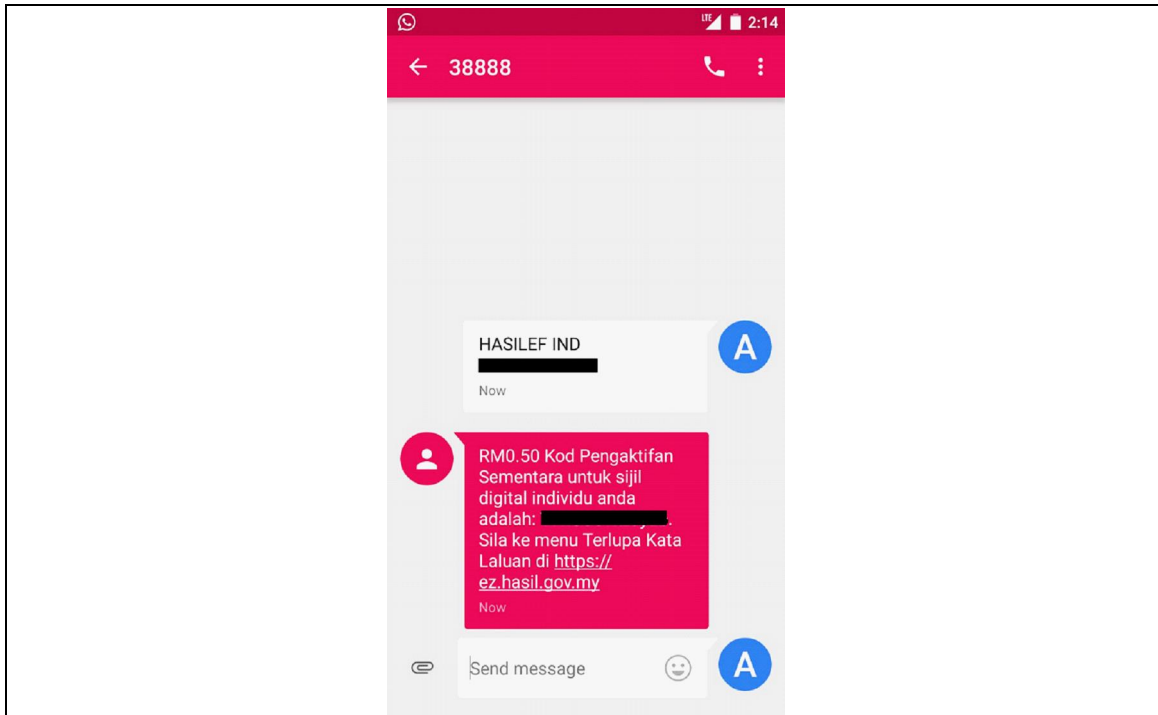 LTE 2:14
38888
HASILEF IND
Now
RM0.50 Kod Pengaktifan
Sementara untuk sijil
digital individu anda
adalah:
Sila ke menu Terlupa Kata
Laluan di https://
ez.hasil.gov.my
Now
Send message
A
A